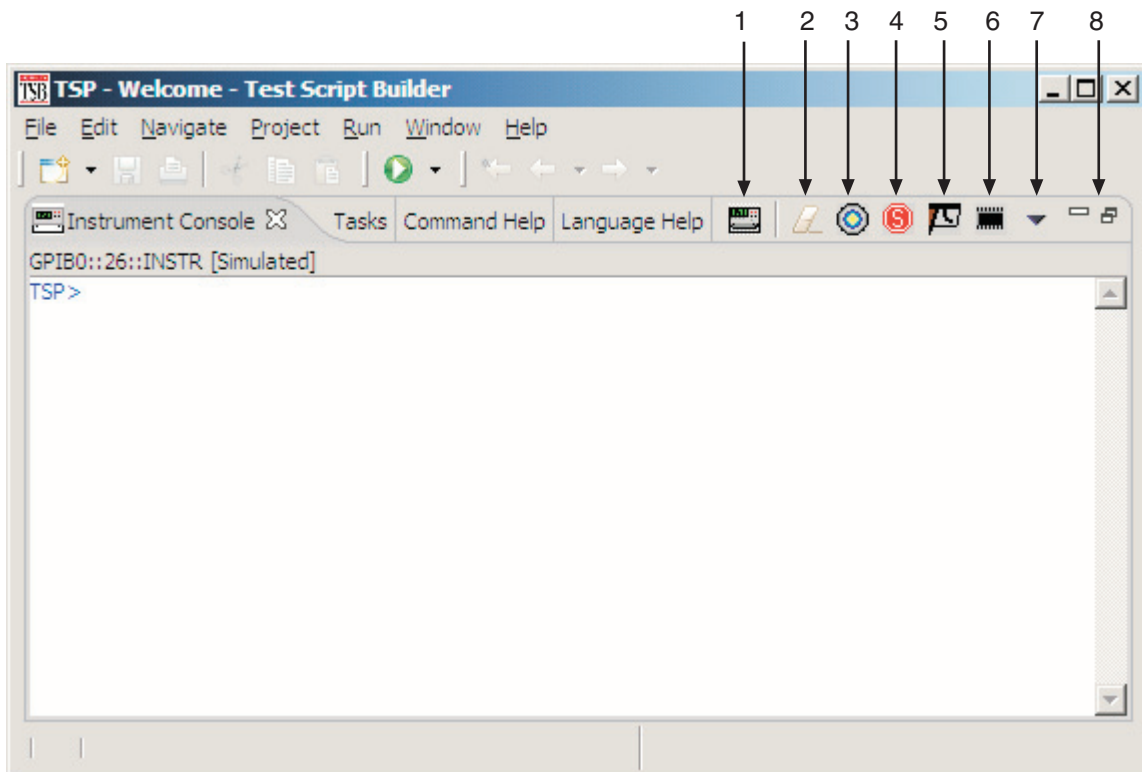 1 2 3 4 5 6 7 8
TSB TSP - Welcome - Test Script Builder
File Edit Navigate Project Run Window Help
Instrument Console Tasks Command Help Language Help S
GPIB0::26::INSTR [Simulated]
TSP>